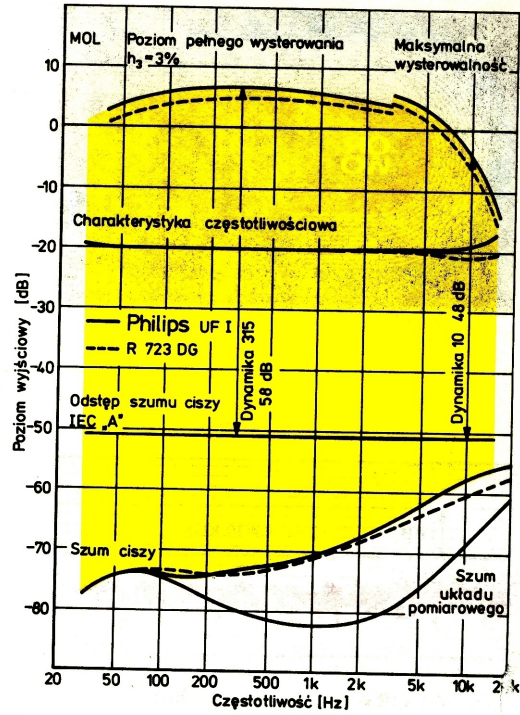 MOL
Poziom pełnego wysterowania
h₃=3%
Maksymalna
wysterowalność
10
0
-10
Charakterystyka częstotliwościowa
-20
-30
Philips UF I
R 723 DG
Dynamika 315
58 dB
Dynamika 10 48 dB
-40
Odstęp szumu ciszy
IEC „A”
-50
-60
Szum ciszy
-70
Szum
układu
pomiarowego
-80
Poziom wyjściowy [dB]
20 50 100 200 500 1k 2k 5k 10k
Częstotliwość [Hz]